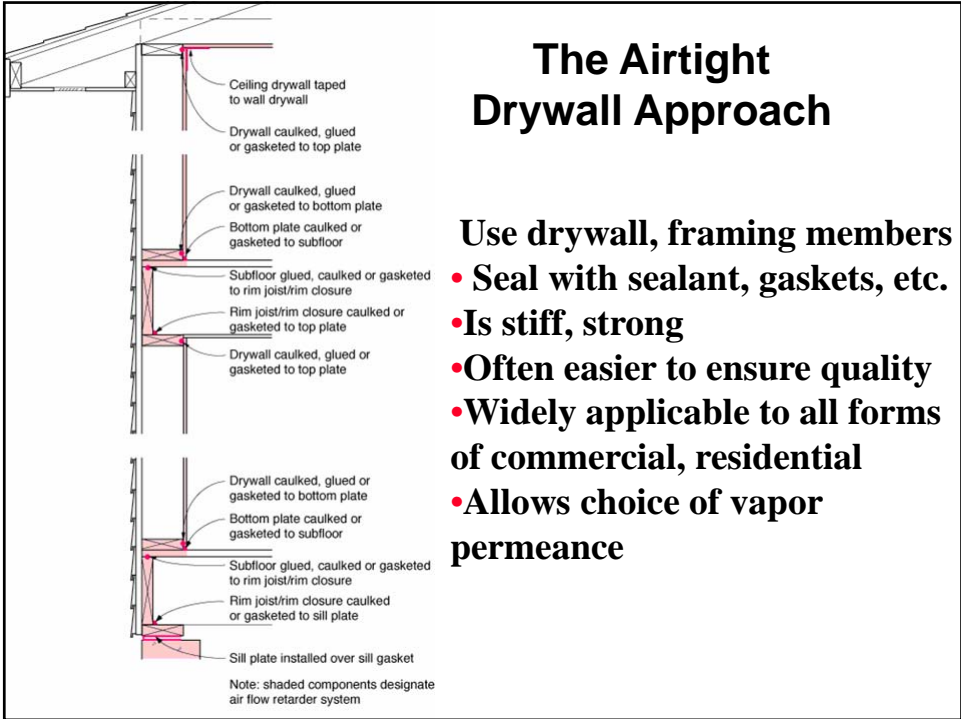 The Airtight
Drywall Approach
Ceiling drywall taped
to wall drywall
Drywall caulked, glued
or gasketed to top plate
Drywall caulked, glued
or gasketed to bottom plate
Bottom plate caulked or
gasketed to subfloor
Subfloor glued, caulked or gasketed
to rim joist/rim closure
Rim joist/rim closure caulked or
gasketed to top plate
Drywall caulked, glued or
gasketed to top plate
Drywall caulked, glued or
gasketed to bottom plate
Bottom plate caulked or
gasketed to subfloor
Subfloor glued, caulked or gasketed
to rim joist/rim closure
Rim joist/rim closure caulked
or gasketed to sill plate
Sill plate installed over sill gasket
Note: shaded components designate
air flow retarder system
Use drywall, framing members
• Seal with sealant, gaskets, etc.
•Is stiff, strong
•Often easier to ensure quality
•Widely applicable to all forms
of commercial, residential
•Allows choice of vapor
permeance